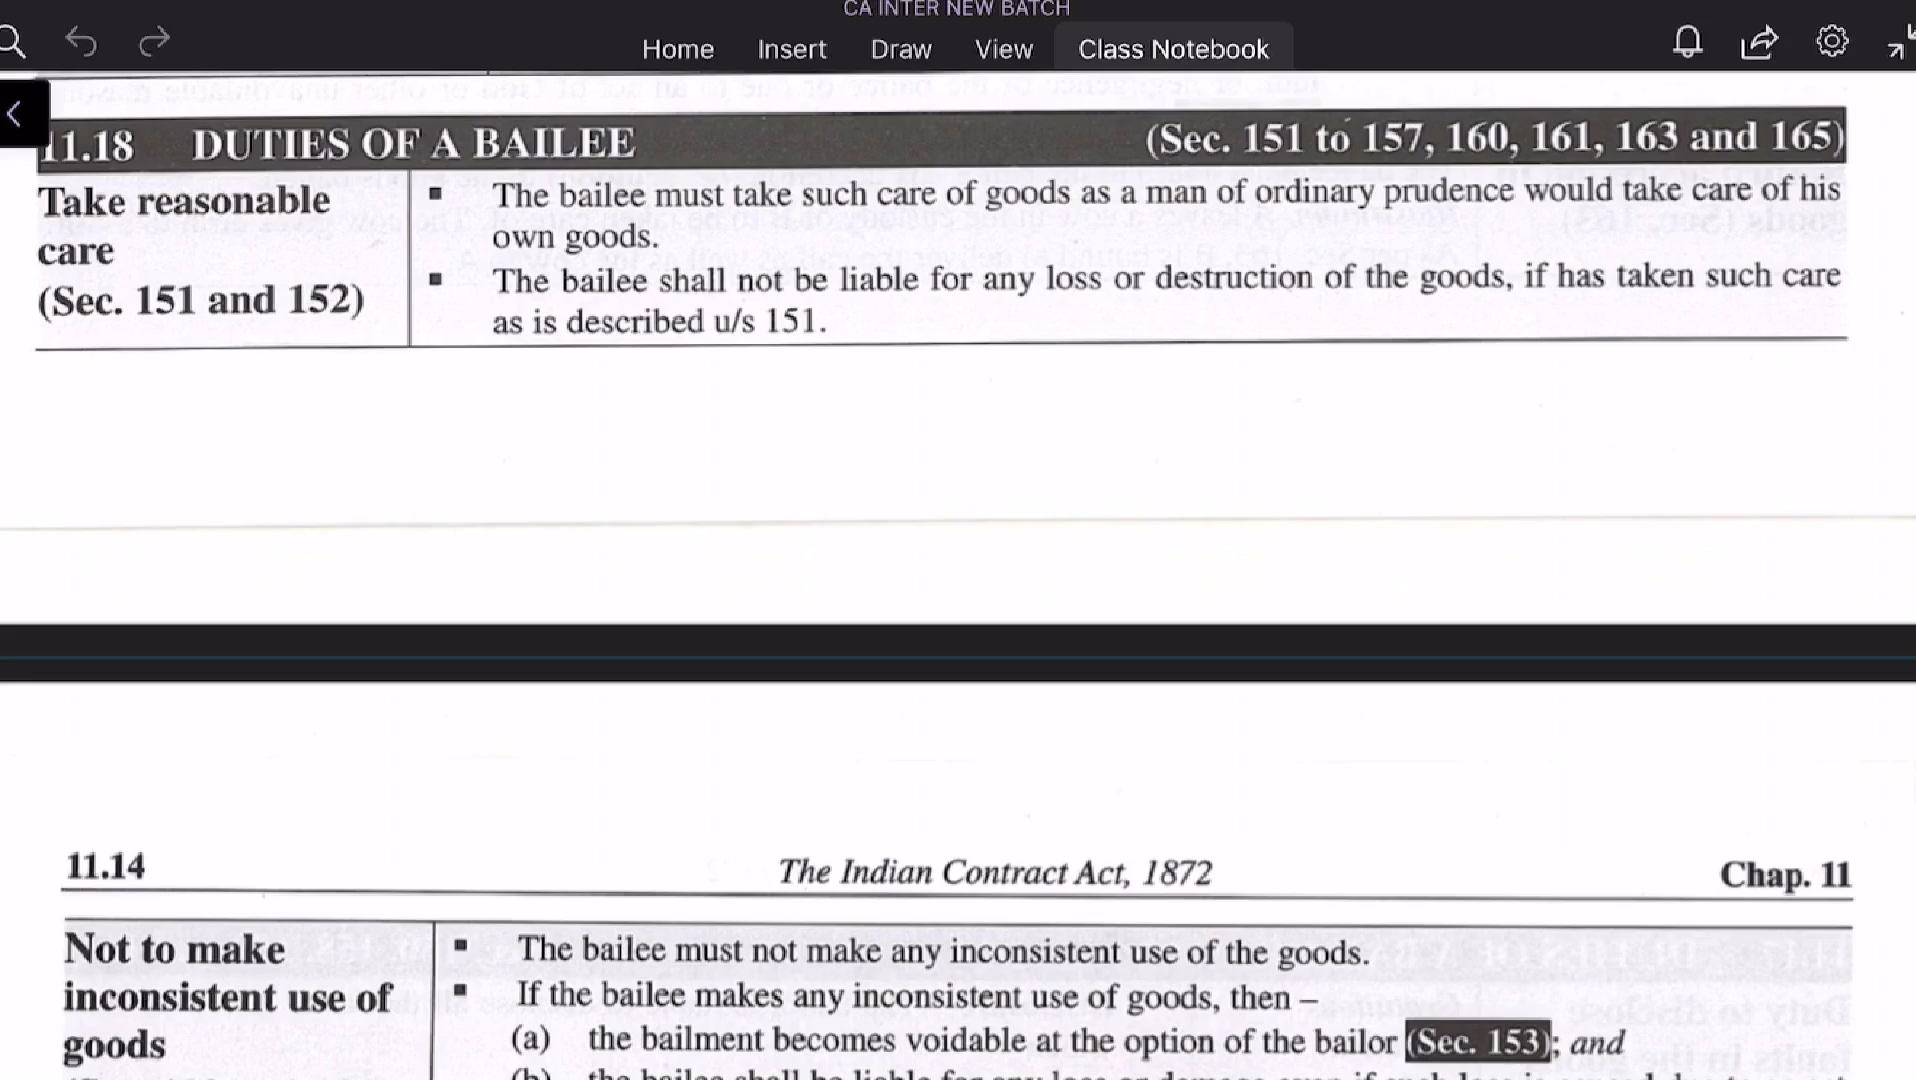 CA INTER NEW BATCH
Home Insert Draw View Class Notebook
11.18 DUTIES OF A BAILEE (Sec. 151 to 157, 160, 161, 163 and 165)
Take reasonable care (Sec. 151 and 152)
▪ The bailee must take such care of goods as a man of ordinary prudence would take care of his
own goods.
▪ The bailee shall not be liable for any loss or destruction of the goods, if has taken such care
as is described u/s 151.
11.14 The Indian Contract Act, 1872 Chap. 11
Not to make
inconsistent use of
goods
▪ The bailee must not make any inconsistent use of the goods.
▪ If the bailee makes any inconsistent use of goods, then –
(a) the bailment becomes voidable at the option of the bailor (Sec. 153); and